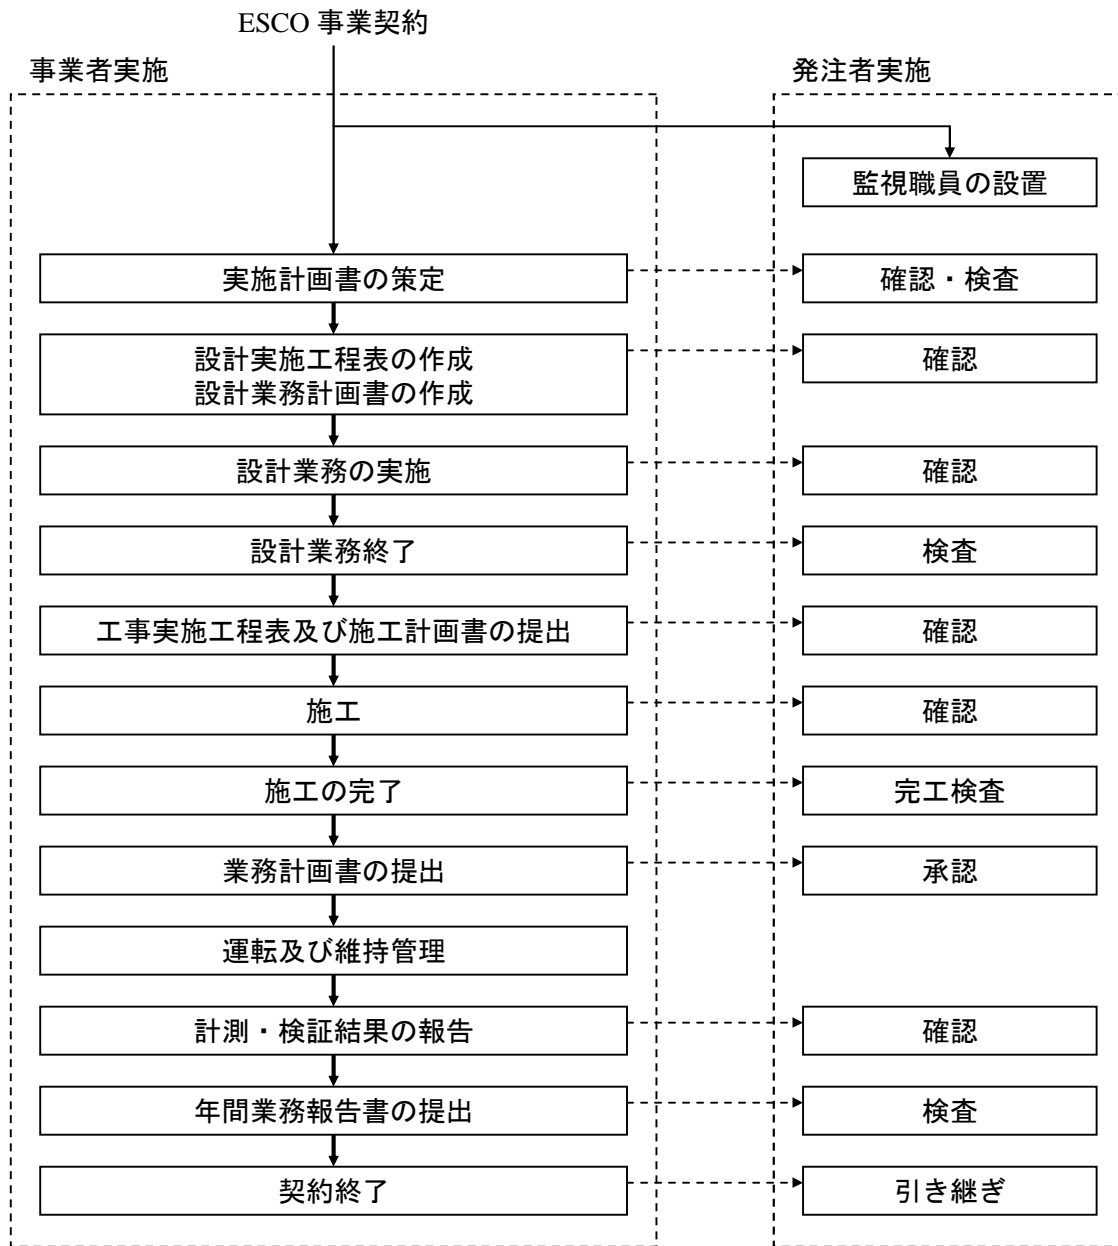 ESCO 事業契約
事業者実施
発注者実施
監視職員の設置
実施計画書の策定
確認・検査
設計実施工程表の作成
設計業務計画書の作成
確認
設計業務の実施
確認
設計業務終了
検査
工事実施工程表及び施工計画書の提出
確認
施工
確認
施工の完了
完工検査
業務計画書の提出
承認
運転及び維持管理
計測・検証結果の報告
確認
年間業務報告書の提出
検査
契約終了
引き継ぎ